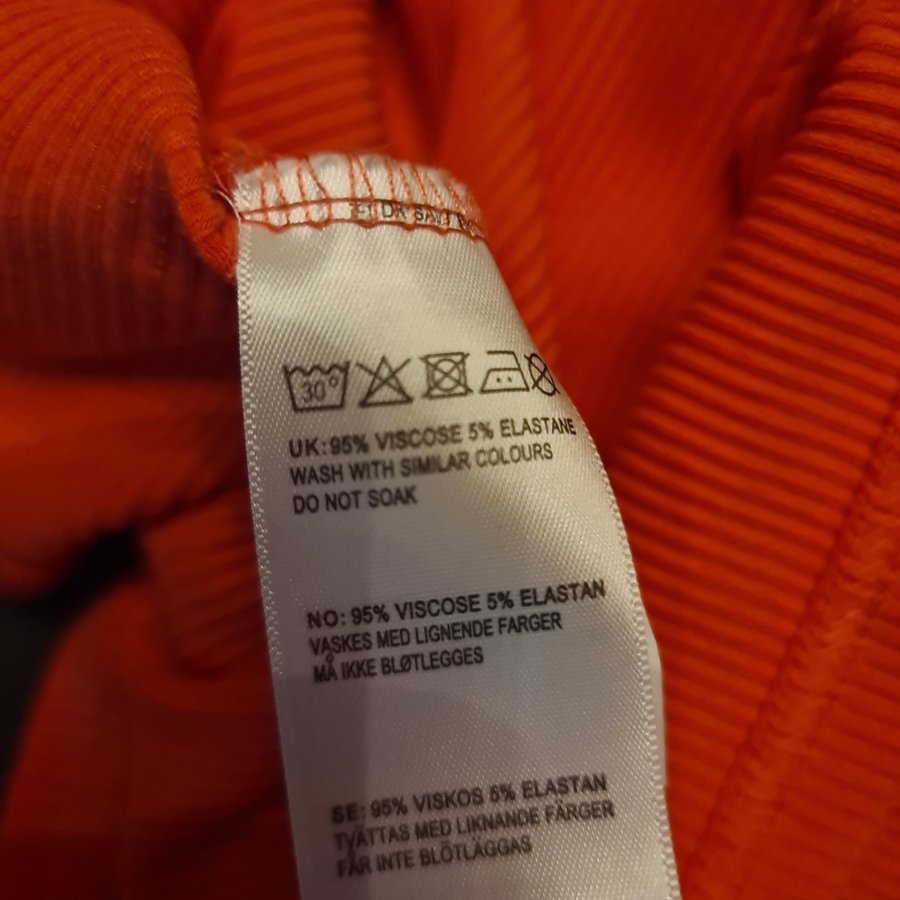 30°
UK: 95% VISCOSE 5% ELASTANE
WASH WITH SIMILAR COLOURS
DO NOT SOAK
NO: 95% VISCOSE 5% ELASTAN
VASKES MED LIGNENDE FARGER
MÅ IKKE BLØTLEGGES
SE: 95% VISKOS 5% ELASTAN
TVÄTTAS MED LIKNANDE FÄRGER
FÅR INTE BLÖTLÄGGAS